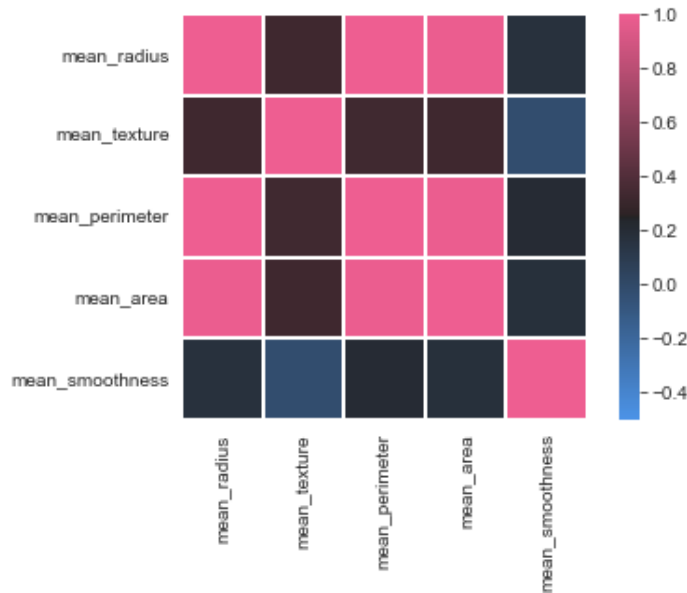 mean_radius
mean_texture
mean_perimeter
mean_area
mean_smoothness
mean_radius
mean_texture
mean_perimeter
mean_area
mean_smoothness
1.0
0.8
0.6
0.4
0.2
0.0
−0.2
−0.4